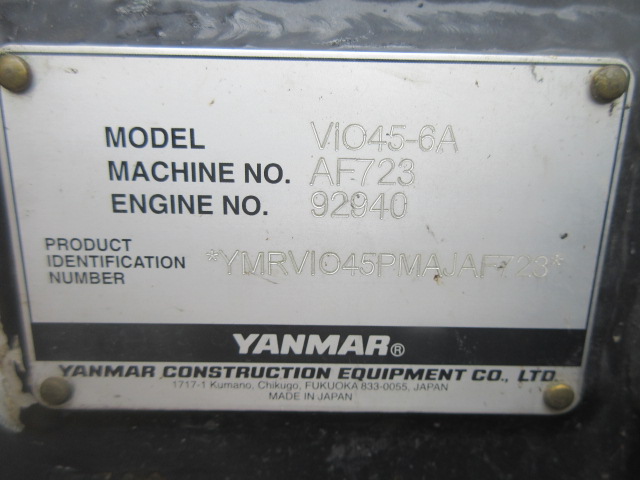 MODEL VIO45-6A
MACHINE NO. AF723
ENGINE NO. 92940
PRODUCT
IDENTIFICATION
NUMBER
*YMRVIO45PMAJAF723*
YANMAR®
YANMAR CONSTRUCTION EQUIPMENT CO., LTD.
1717-1 Kumano, Chikugo, FUKUOKA 833-0055, JAPAN
MADE IN JAPAN